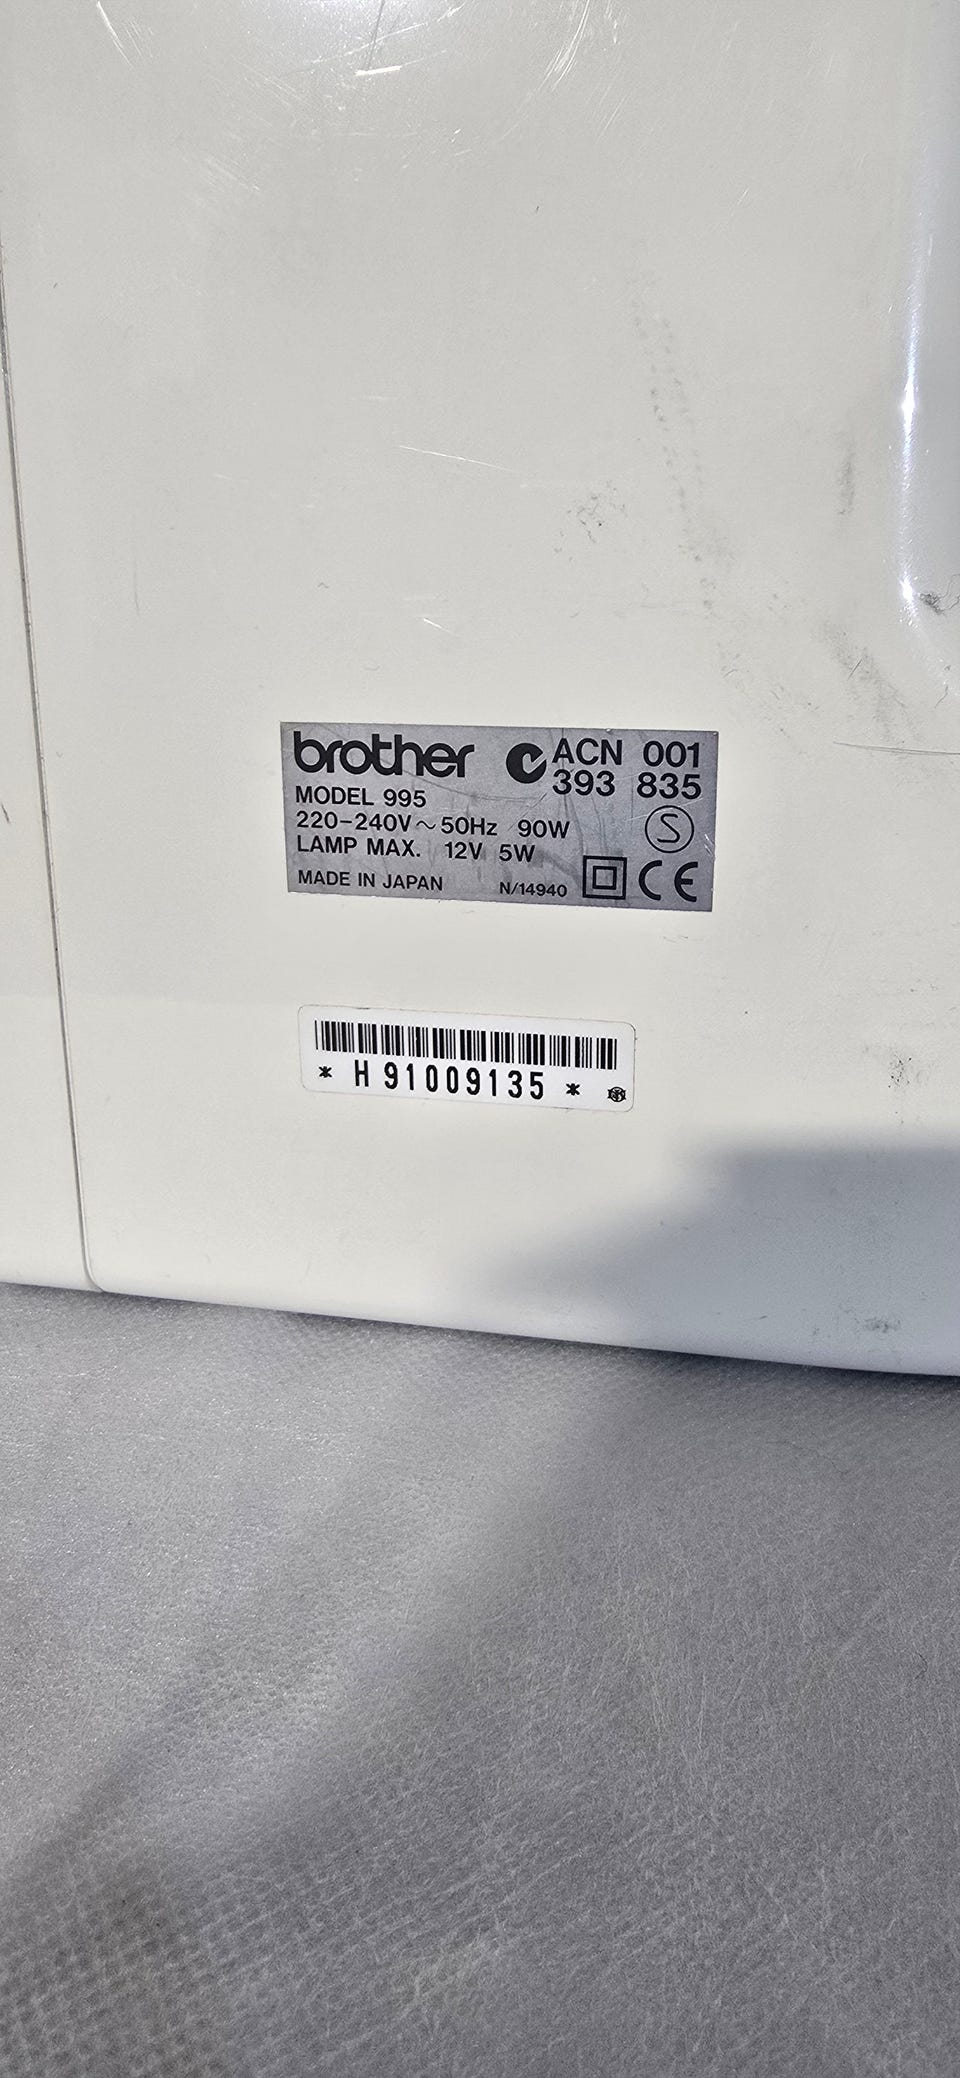 brother
ACN 001
393 835
MODEL 995
220-240V ~ 50Hz 90W
LAMP MAX. 12V 5W
S
MADE IN JAPAN N/14940
CE
* H91009135 *